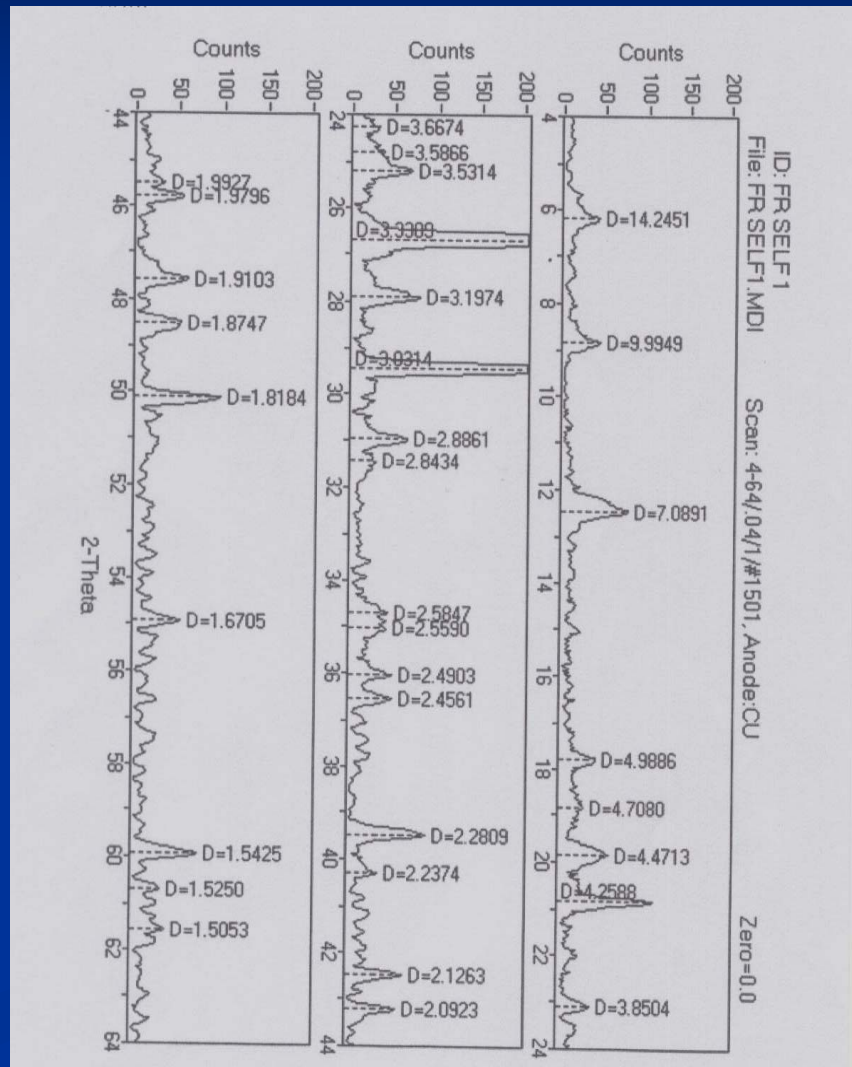 ID: FR SELF1
File: FR SELF1.MDI Scan: 4-64/.04/1/#1501, Anode:CU Zero=0.0
Counts
200
150
100
50
0
D=14.2451
D=9.9949
D=7.0891
D=4.9886
D=4.7080
D=4.4713
D=4.2588
D=3.8504
4 6 8 10 12 14 16 18 20 22 24
Counts
200
150
100
50
0
D=3.6674
D=3.5866
D=3.5314
D=3.3389
D=3.1974
D=3.0314
D=2.8861
D=2.8434
D=2.5847
D=2.5590
D=2.4903
D=2.4561
D=2.2809
D=2.2374
D=2.1263
D=2.0923
24 26 28 30 32 34 36 38 40 42 44
Counts
200
150
100
50
0
D=1.9927
D=1.9796
D=1.9103
D=1.8747
D=1.8184
D=1.6705
D=1.5425
D=1.5250
D=1.5053
44 46 48 50 52 54 56 58 60 62 64
2-Theta